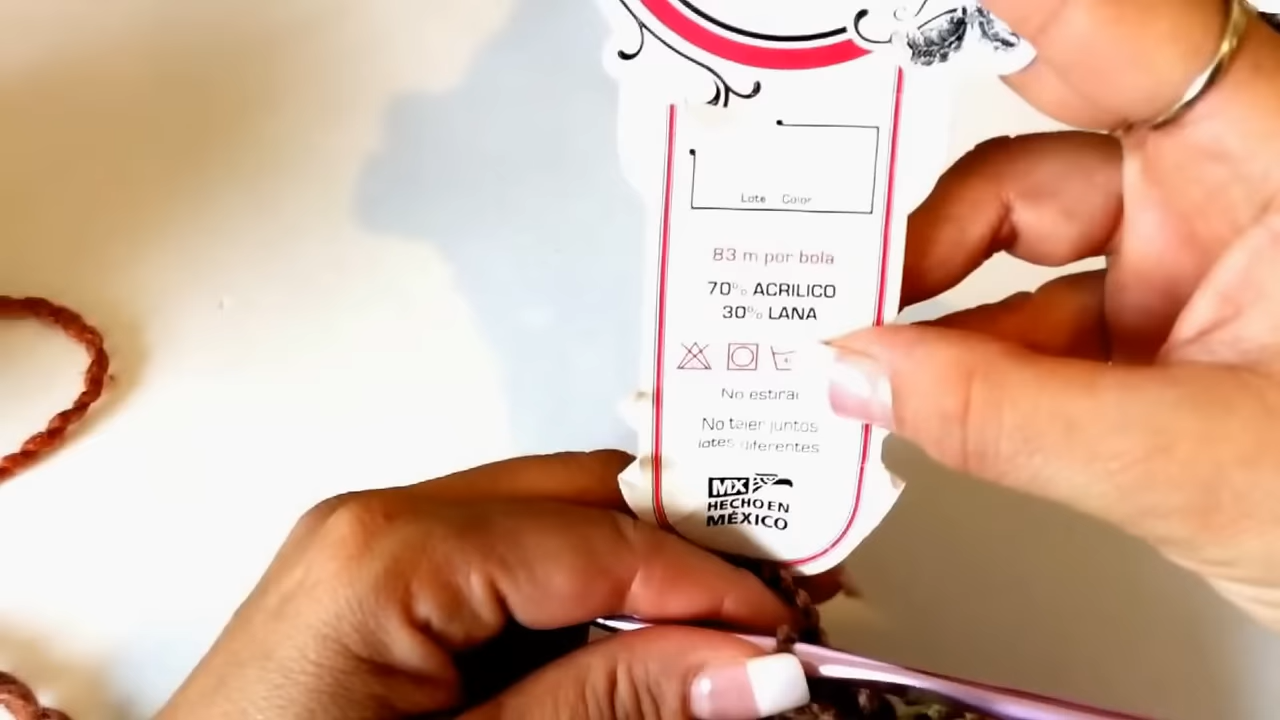 Lote Color
83 m por bola
70% ACRILICO
30% LANA
No estirar
No tejer juntos
lotes diferentes
MX
HECHO EN
MÉXICO